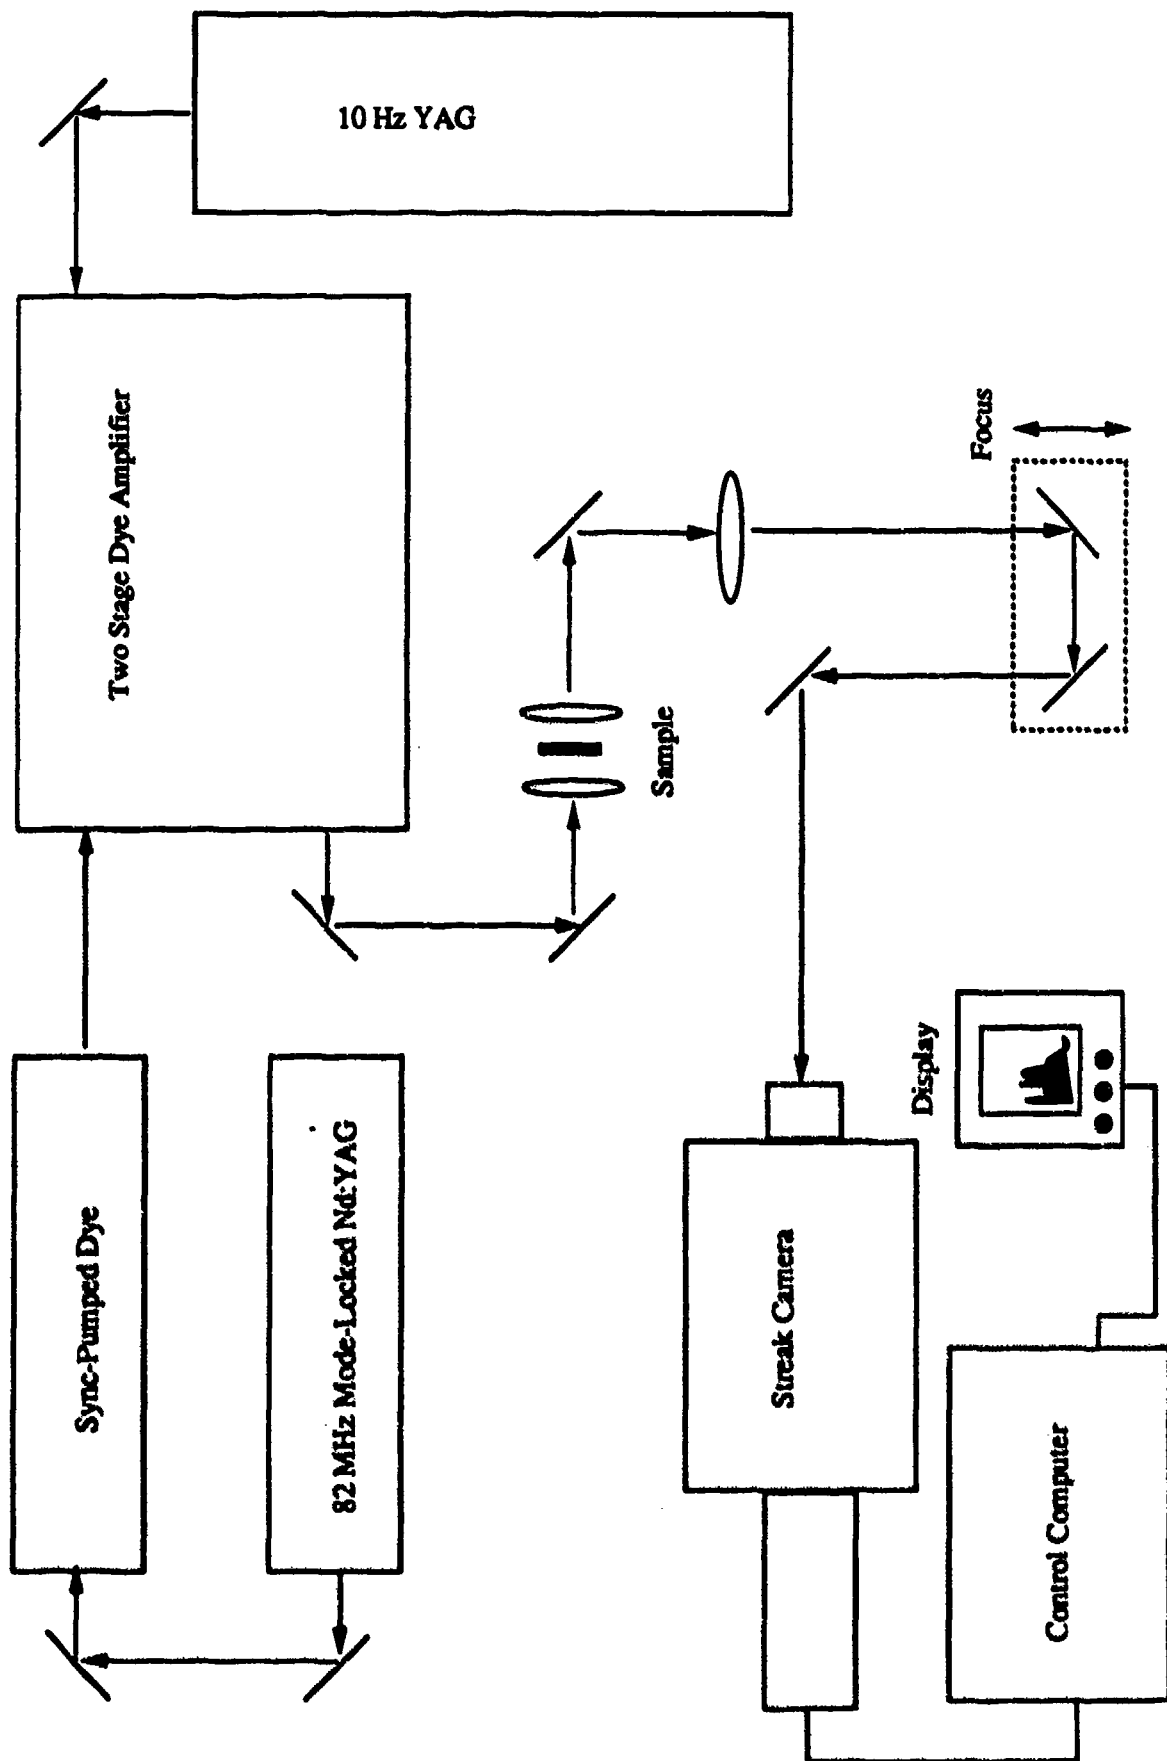 10 Hz YAG
Two Stage Dye Amplifier
Focus
Sample
Sync-Pumped Dye
82 MHz Mode-Locked Nd:YAG
Display
Streak Camera
Control Computer